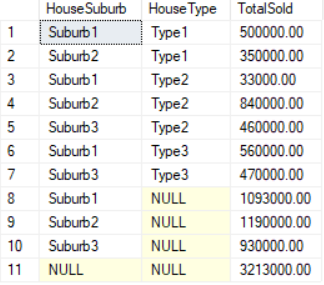 HouseSuburb HouseType TotalSold
1 Suburb1 Type1 500000.00
2 Suburb2 Type1 350000.00
3 Suburb1 Type2 33000.00
4 Suburb2 Type2 840000.00
5 Suburb3 Type2 460000.00
6 Suburb1 Type3 560000.00
7 Suburb3 Type3 470000.00
8 Suburb1 NULL 1093000.00
9 Suburb2 NULL 1190000.00
10 Suburb3 NULL 930000.00
11 NULL NULL 3213000.00